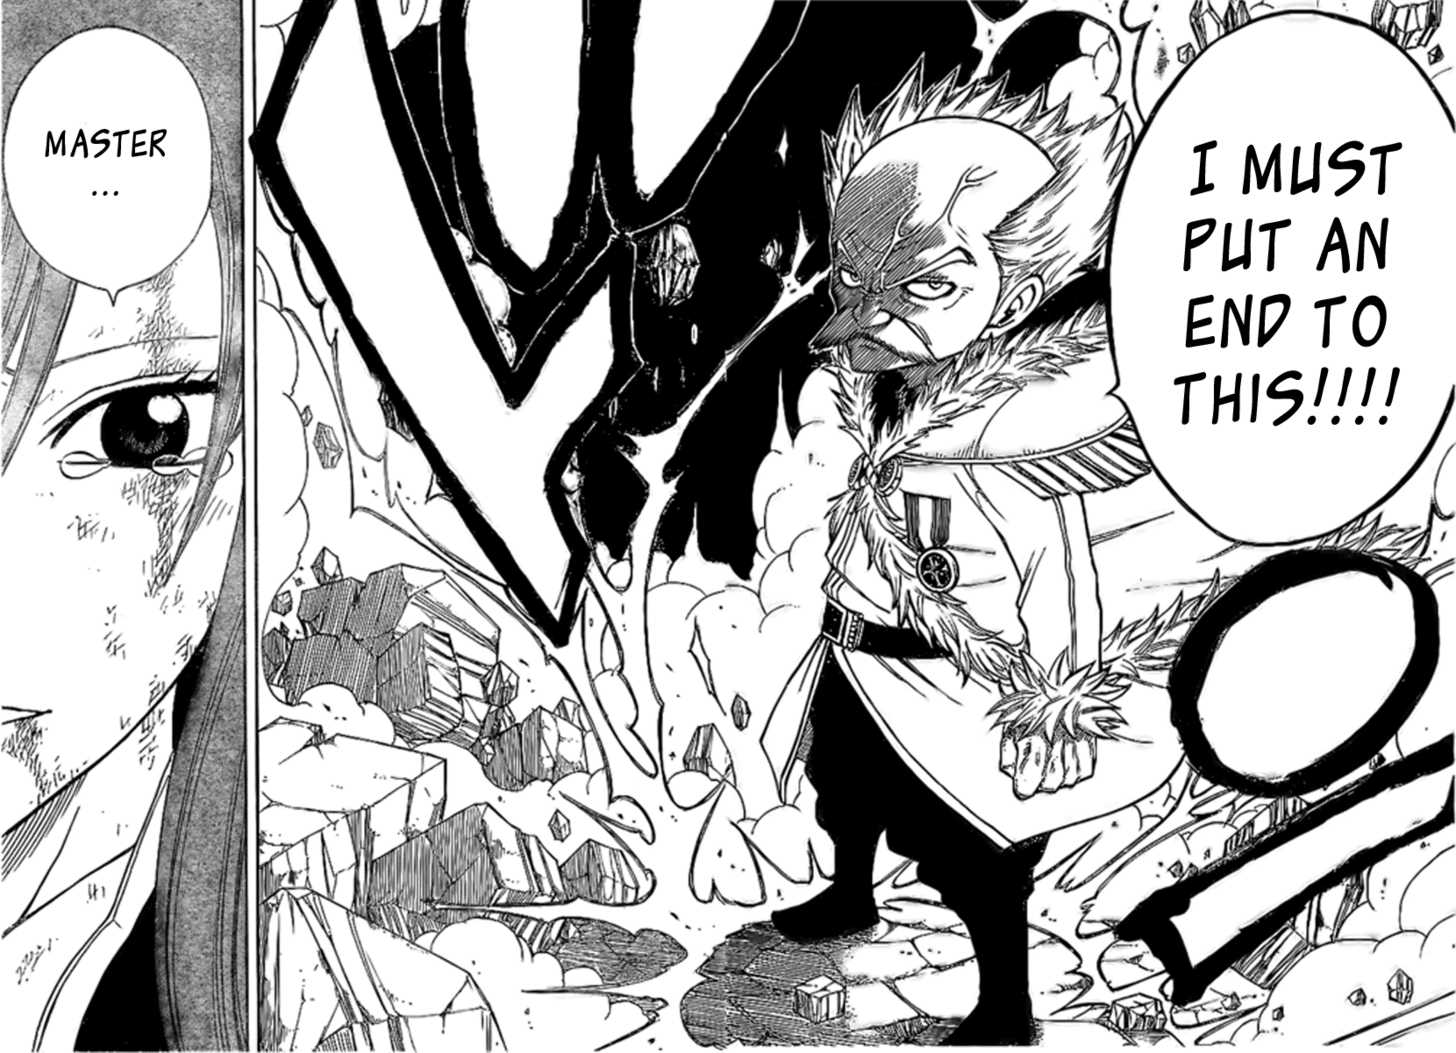 I MUST
PUT AN
END TO
THIS!!!!
MASTER
...